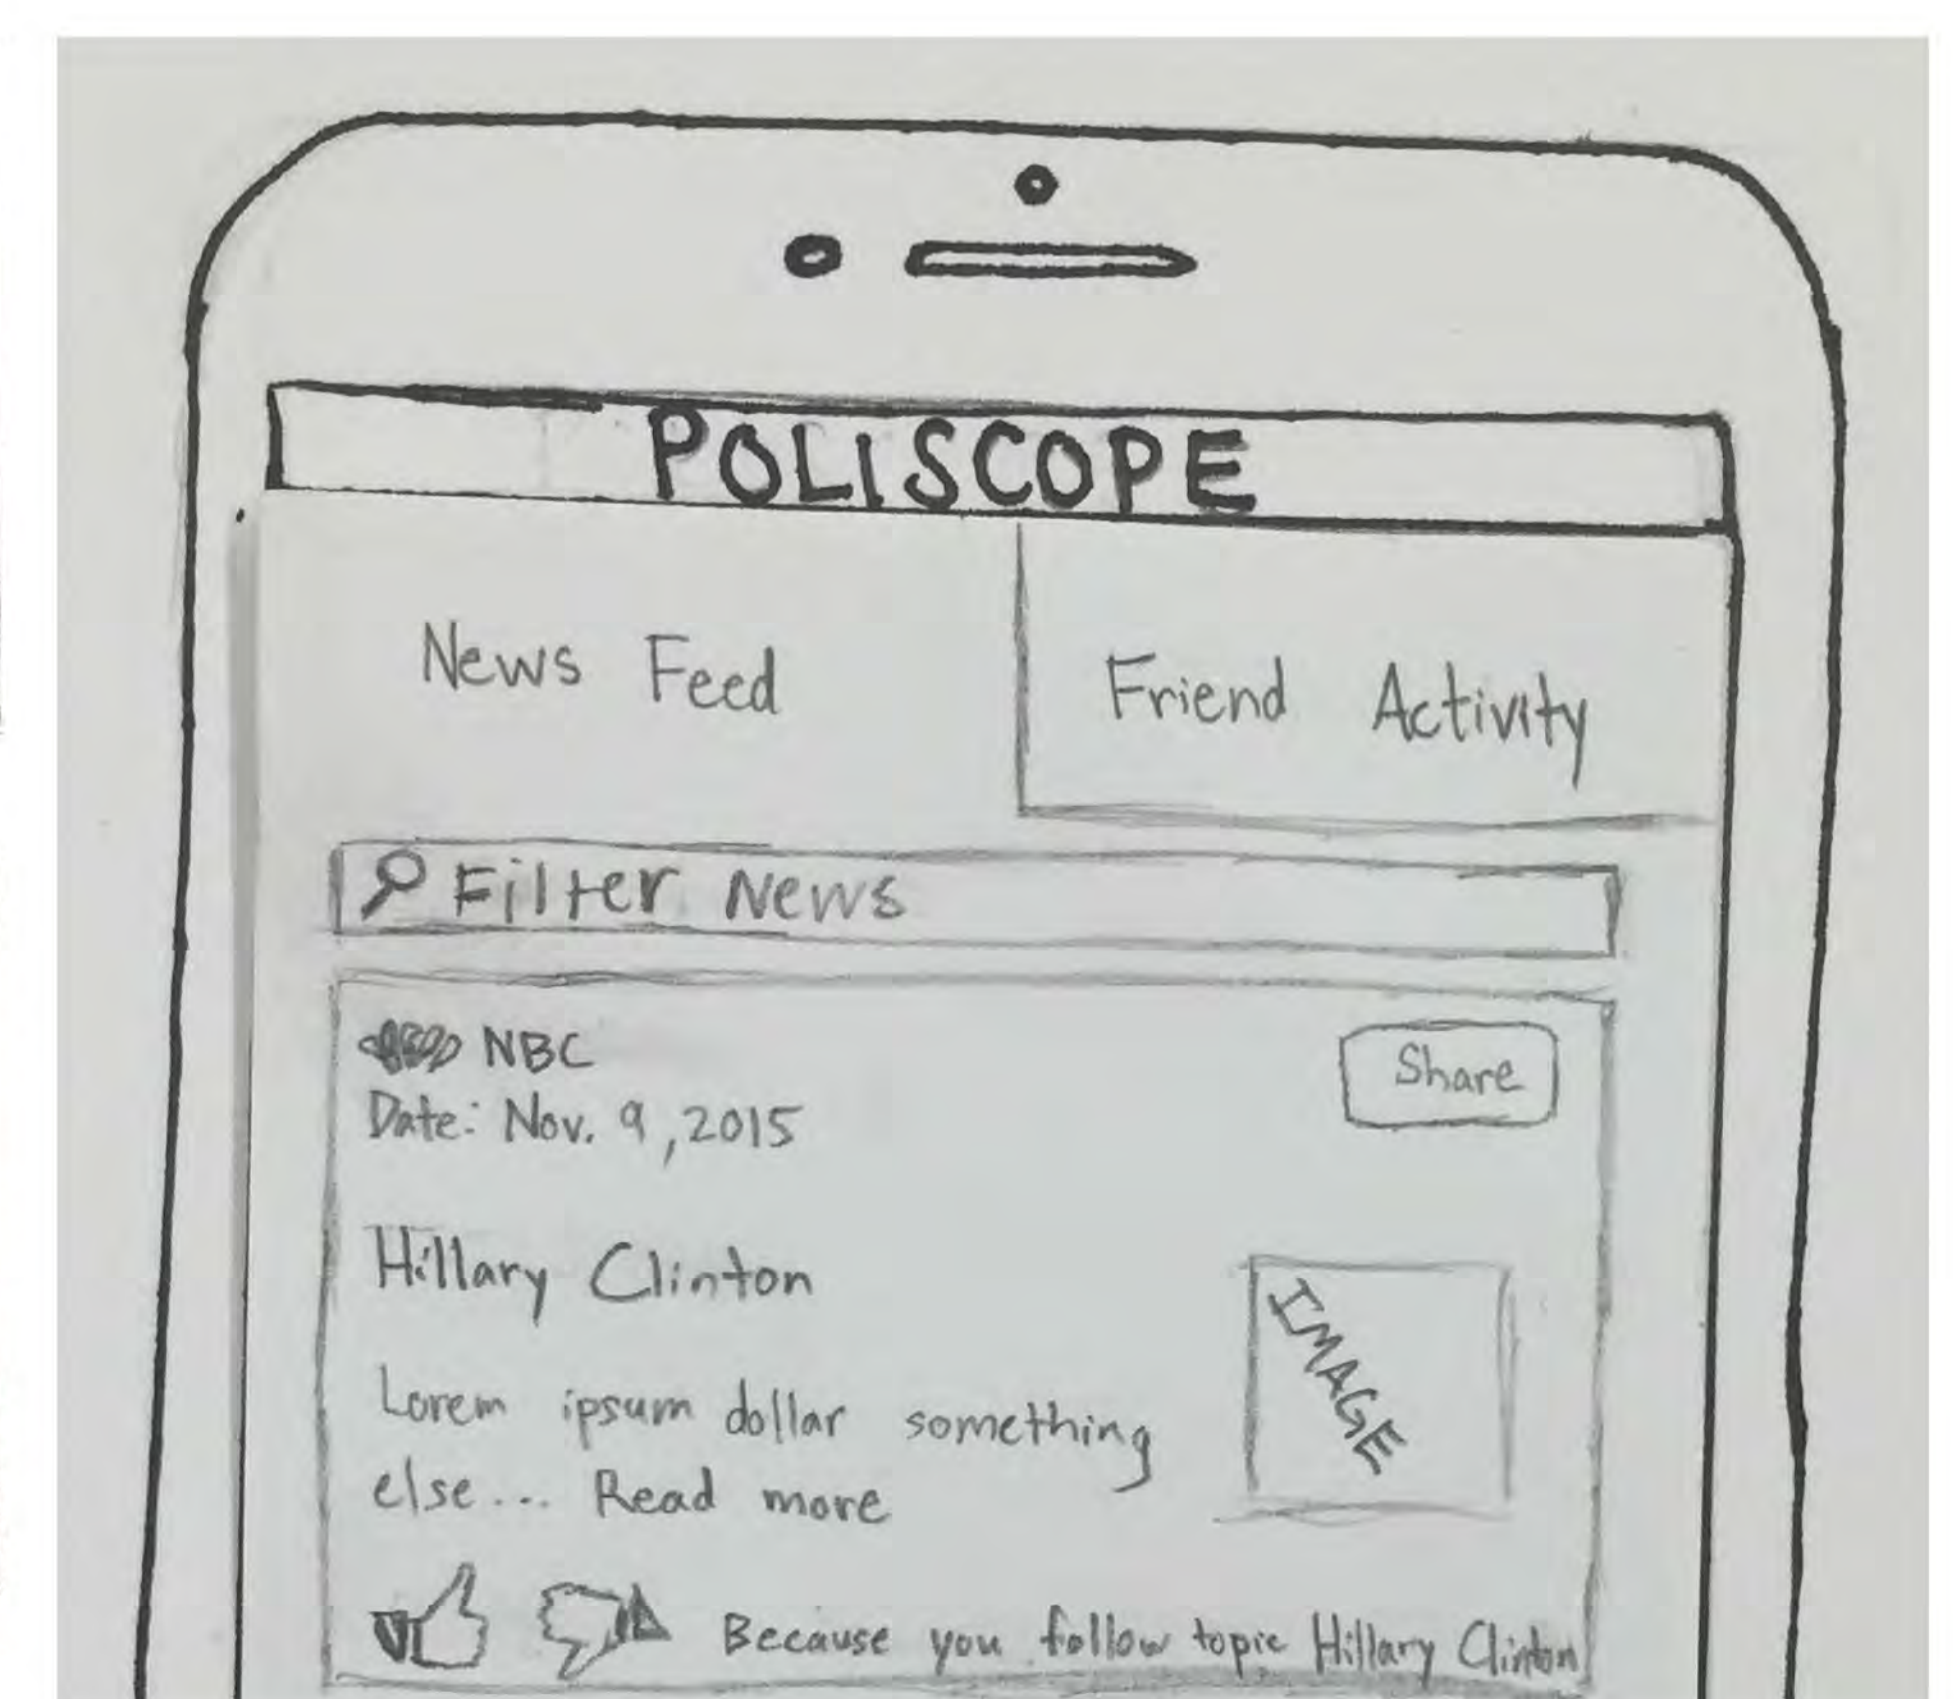 POLISCOPE
News Feed
Friend Activity
Filter News
NBC
Share
Date: Nov. 9, 2015
Hillary Clinton
IMAGE
Lorem ipsum dollar something
else... Read more
Because you follow topic Hillary Clinton